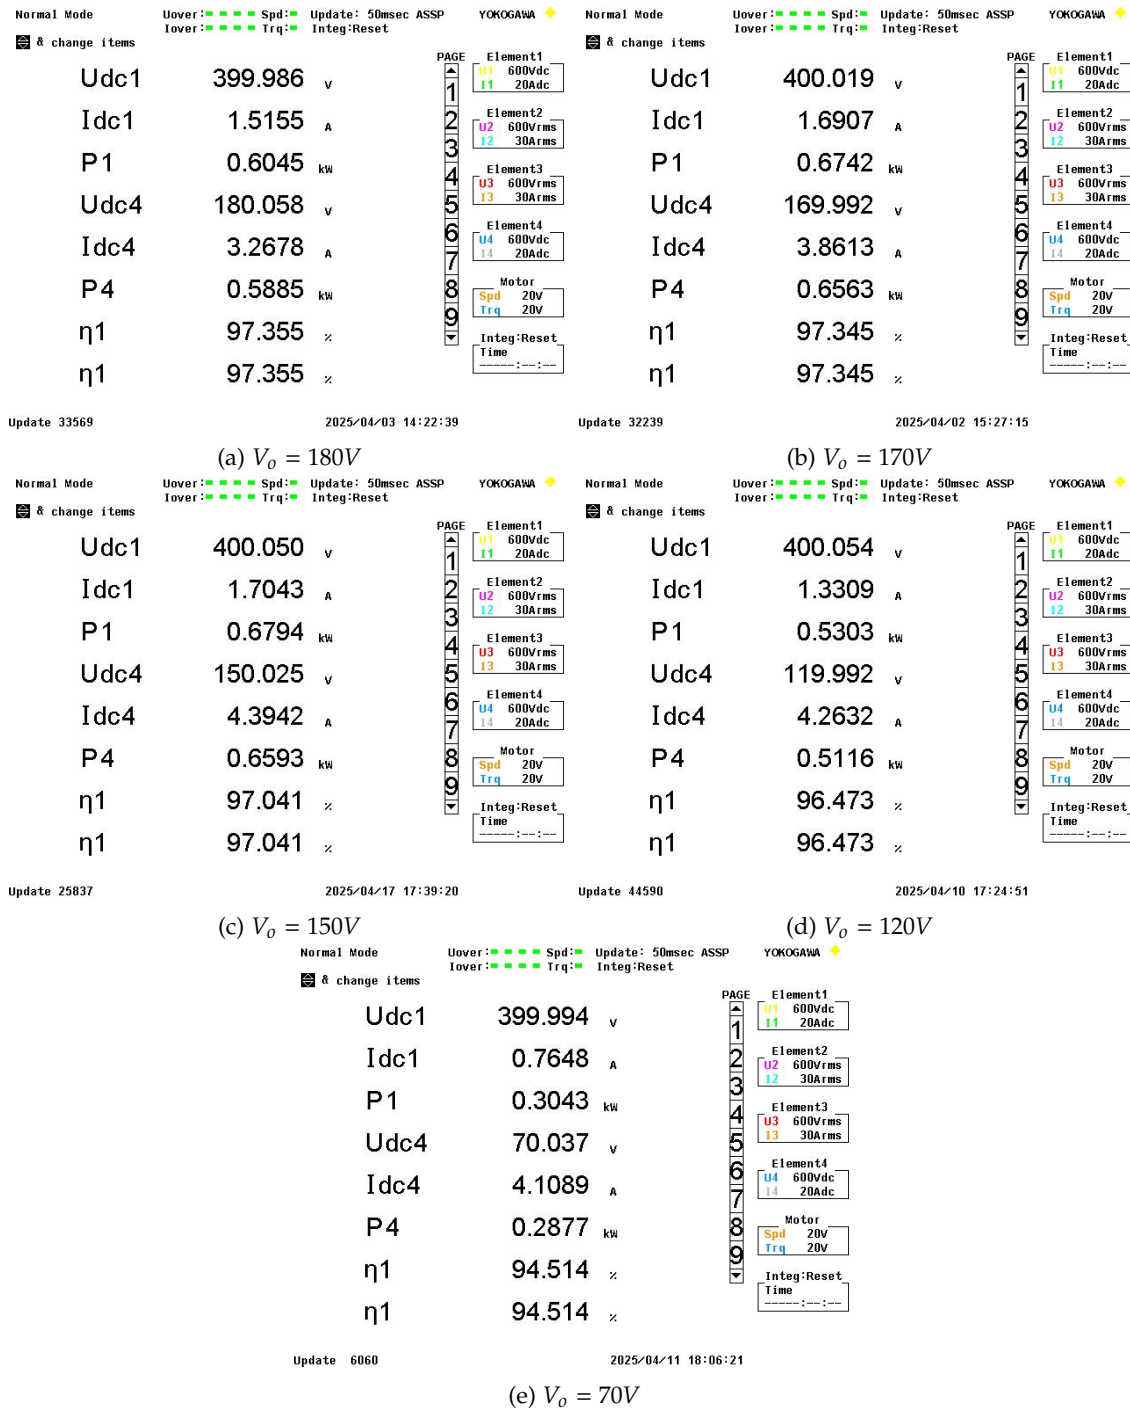 Normal Mode Uover: Spd: Update: 50msec ASSP YOKOGAWA
Iover: Trq: Integ:Reset
& change items
PAGE
Udc1 399.986 V
Idc1 1.5155 A
P1 0.6045 kW
Udc4 180.058 V
Idc4 3.2678 A
P4 0.5885 kW
η1 97.355 %
η1 97.355 %
1
2
3
4
5
6
7
8
9
Element1
U1 600Vdc
I1 20Adc
Element2
U2 600Vrms
I2 30Arms
Element3
U3 600Vrms
I3 30Arms
Element4
U4 600Vdc
I4 20Adc
Motor
Spd 20V
Trq 20V
Integ:Reset
Time
-----:--:--
Update 33569 2025/04/03 14:22:39
(a) V_o = 180V
Normal Mode Uover: Spd: Update: 50msec ASSP YOKOGAWA
Iover: Trq: Integ:Reset
& change items
PAGE
Udc1 400.019 V
Idc1 1.6907 A
P1 0.6742 kW
Udc4 169.992 V
Idc4 3.8613 A
P4 0.6563 kW
η1 97.345 %
η1 97.345 %
1
2
3
4
5
6
7
8
9
Element1
U1 600Vdc
I1 20Adc
Element2
U2 600Vrms
I2 30Arms
Element3
U3 600Vrms
I3 30Arms
Element4
U4 600Vdc
I4 20Adc
Motor
Spd 20V
Trq 20V
Integ:Reset
Time
-----:--:--
Update 32239 2025/04/02 15:27:15
(b) V_o = 170V
Normal Mode Uover: Spd: Update: 50msec ASSP YOKOGAWA
Iover: Trq: Integ:Reset
& change items
PAGE
Udc1 400.050 V
Idc1 1.7043 A
P1 0.6794 kW
Udc4 150.025 V
Idc4 4.3942 A
P4 0.6593 kW
η1 97.041 %
η1 97.041 %
1
2
3
4
5
6
7
8
9
Element1
U1 600Vdc
I1 20Adc
Element2
U2 600Vrms
I2 30Arms
Element3
U3 600Vrms
I3 30Arms
Element4
U4 600Vdc
I4 20Adc
Motor
Spd 20V
Trq 20V
Integ:Reset
Time
-----:--:--
Update 25837 2025/04/17 17:39:20
(c) V_o = 150V
Normal Mode Uover: Spd: Update: 50msec ASSP YOKOGAWA
Iover: Trq: Integ:Reset
& change items
PAGE
Udc1 400.054 V
Idc1 1.3309 A
P1 0.5303 kW
Udc4 119.992 V
Idc4 4.2632 A
P4 0.5116 kW
η1 96.473 %
η1 96.473 %
1
2
3
4
5
6
7
8
9
Element1
U1 600Vdc
I1 20Adc
Element2
U2 600Vrms
I2 30Arms
Element3
U3 600Vrms
I3 30Arms
Element4
U4 600Vdc
I4 20Adc
Motor
Spd 20V
Trq 20V
Integ:Reset
Time
-----:--:--
Update 44590 2025/04/10 17:24:51
(d) V_o = 120V
Normal Mode Uover: Spd: Update: 50msec ASSP YOKOGAWA
Iover: Trq: Integ:Reset
& change items
PAGE
Udc1 399.994 V
Idc1 0.7648 A
P1 0.3043 kW
Udc4 70.037 V
Idc4 4.1089 A
P4 0.2877 kW
η1 94.514 %
η1 94.514 %
1
2
3
4
5
6
7
8
9
Element1
U1 600Vdc
I1 20Adc
Element2
U2 600Vrms
I2 30Arms
Element3
U3 600Vrms
I3 30Arms
Element4
U4 600Vdc
I4 20Adc
Motor
Spd 20V
Trq 20V
Integ:Reset
Time
-----:--:--
Update 6060 2025/04/11 18:06:21
(e) V_o = 70V